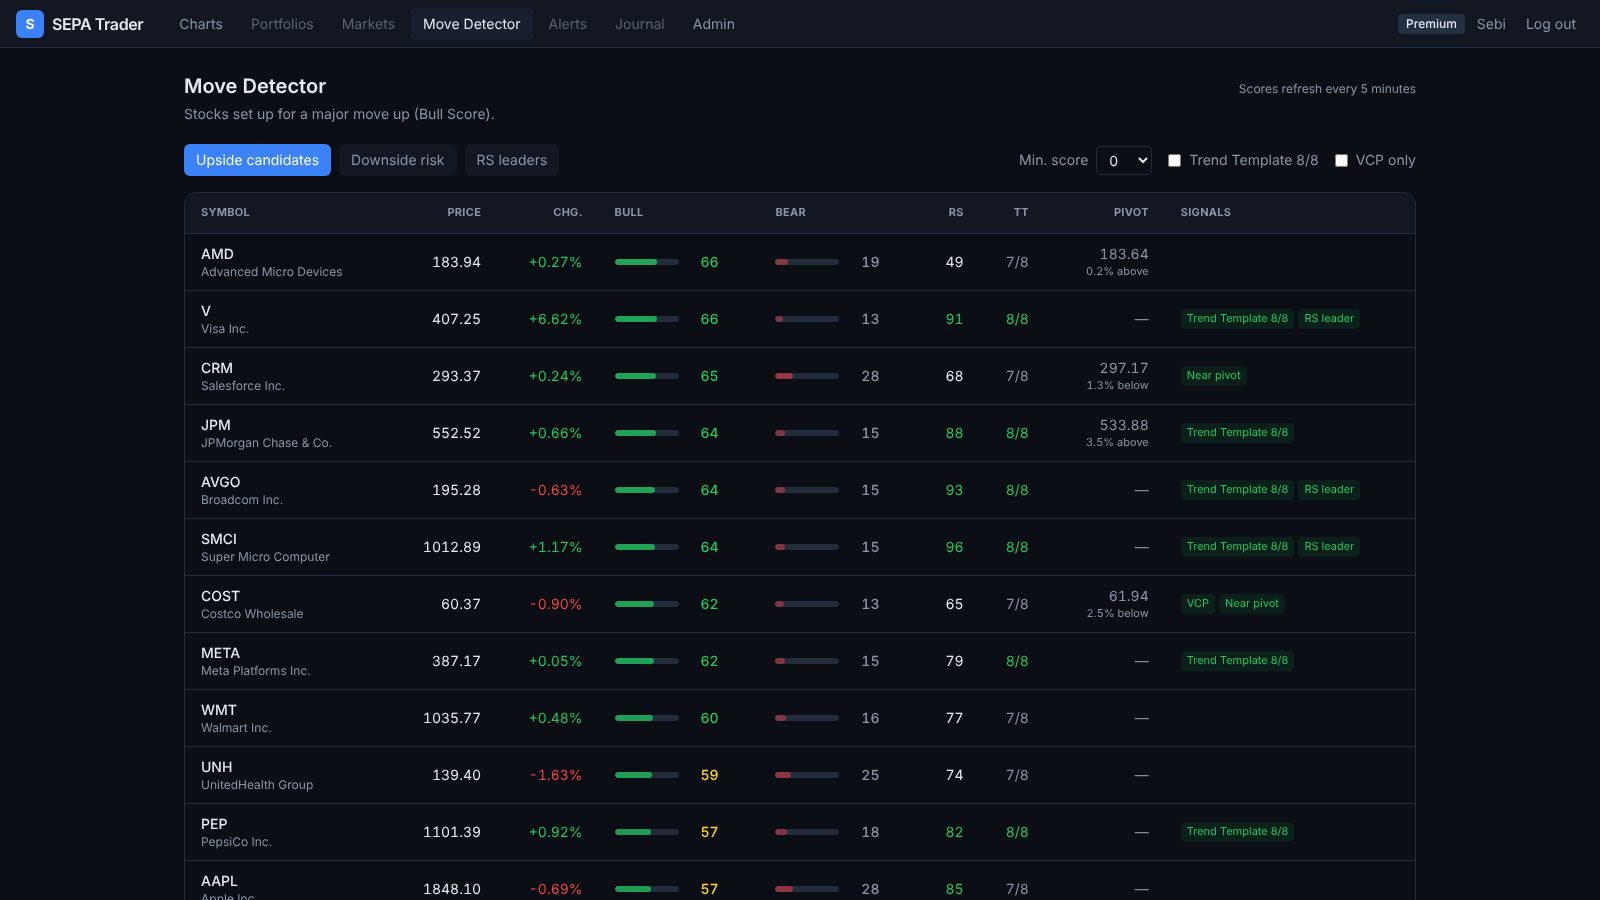 S SEPA Trader Charts Portfolios Markets Move Detector Alerts Journal Admin Premium Sebi Log out
Move Detector
Scores refresh every 5 minutes
Stocks set up for a major move up (Bull Score).
Upside candidates Downside risk RS leaders Min. score 0 Trend Template 8/8 VCP only
SYMBOL PRICE CHG. BULL BEAR RS TT PIVOT SIGNALS
AMD 183.94 +0.27% 66 19 49 7/8 183.64
Advanced Micro Devices 0.2% above
V 407.25 +6.62% 66 13 91 8/8 — Trend Template 8/8 RS leader
Visa Inc.
CRM 293.37 +0.24% 65 28 68 7/8 297.17 Near pivot
Salesforce Inc. 1.3% below
JPM 552.52 +0.66% 64 15 88 8/8 533.88 Trend Template 8/8
JPMorgan Chase & Co. 3.5% above
AVGO 195.28 -0.63% 64 15 93 8/8 — Trend Template 8/8 RS leader
Broadcom Inc.
SMCI 1012.89 +1.17% 64 15 96 8/8 — Trend Template 8/8 RS leader
Super Micro Computer
COST 60.37 -0.90% 62 13 65 7/8 61.94 VCP Near pivot
Costco Wholesale 2.5% below
META 387.17 +0.05% 62 15 79 8/8 — Trend Template 8/8
Meta Platforms Inc.
WMT 1035.77 +0.48% 60 16 77 7/8 —
Walmart Inc.
UNH 139.40 -1.63% 59 25 74 7/8 —
UnitedHealth Group
PEP 1101.39 +0.92% 57 18 82 8/8 — Trend Template 8/8
PepsiCo Inc.
AAPL 1848.10 -0.69% 57 28 85 7/8 —
Apple Inc.